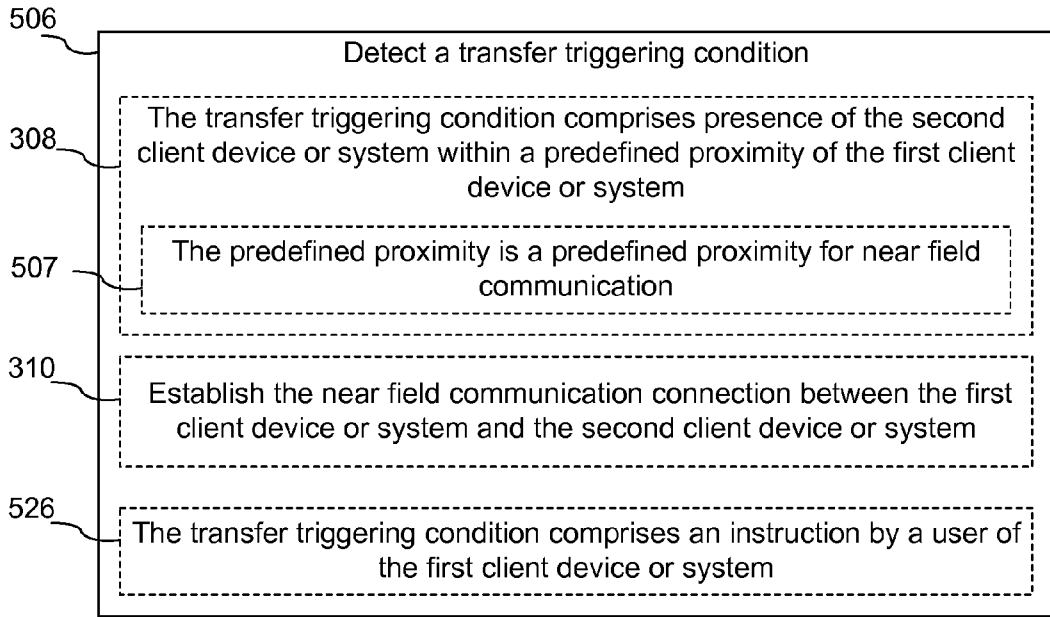 506
Detect a transfer triggering condition
308
The transfer triggering condition comprises presence of the second
client device or system within a predefined proximity of the first client
device or system
507
The predefined proximity is a predefined proximity for near field
communication
310
Establish the near field communication connection between the first
client device or system and the second client device or system
526
The transfer triggering condition comprises an instruction by a user of
the first client device or system